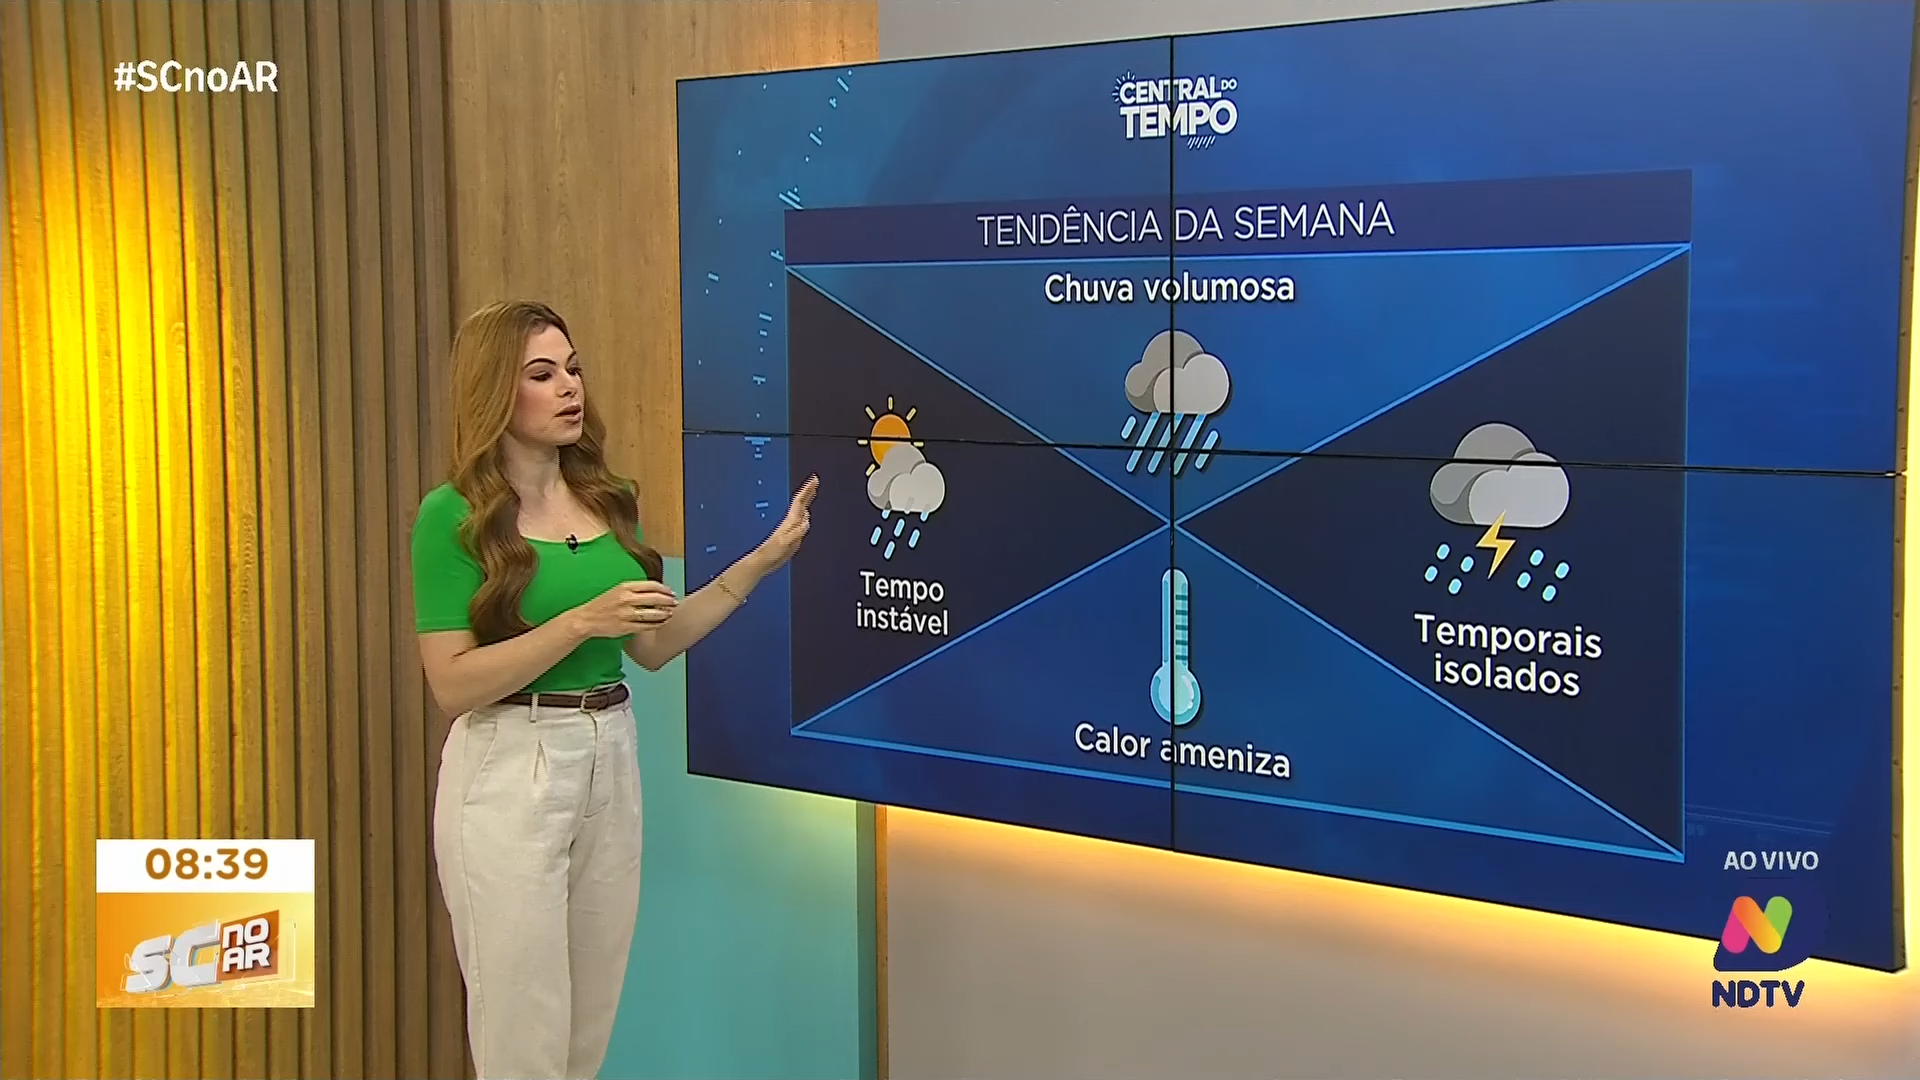 #SCnoAR
CENTRAL DO
TEMPO
TENDÊNCIA DA SEMANA
Chuva volumosa
Tempo
instável
Temporais
isolados
Calor ameniza
08:39
SC NO
AR
AO VIVO
NDTV